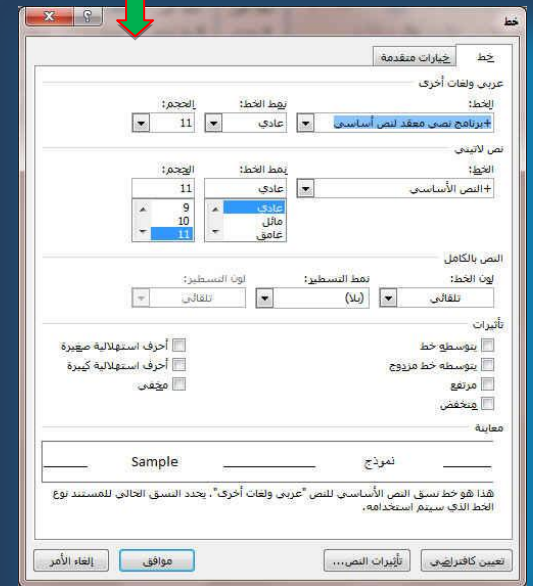 خط
خط خيارات متقدمة
عربي ولغات أخرى
الخط: نمط الخط: الحجم:
+برنامج نصي معقد لنص أساسي عادي 11
نص لاتيني
الخط: نمط الخط: الحجم:
+النص الأساسي عادي 11
عادي 9
مائل 10
غامق 11
النص بالكامل
لون الخط: نمط التسطير: لون التسطير:
تلقائي (بلا) تلقائي
تأثيرات
يتوسطه خط أحرف استهلالية صغيرة
يتوسطه خط مزدوج أحرف استهلالية كبيرة
مرتفع مخفي
منخفض
معاينة
نموذج Sample
هذا هو خط نسق النص الأساسي للنص "عربي ولغات أخرى". يحدد النسق الحالي للمستند نوع
الخط الذي سيتم استخدامه.
تعيين كافتراضي تأثيرات النص... موافق إلغاء الأمر